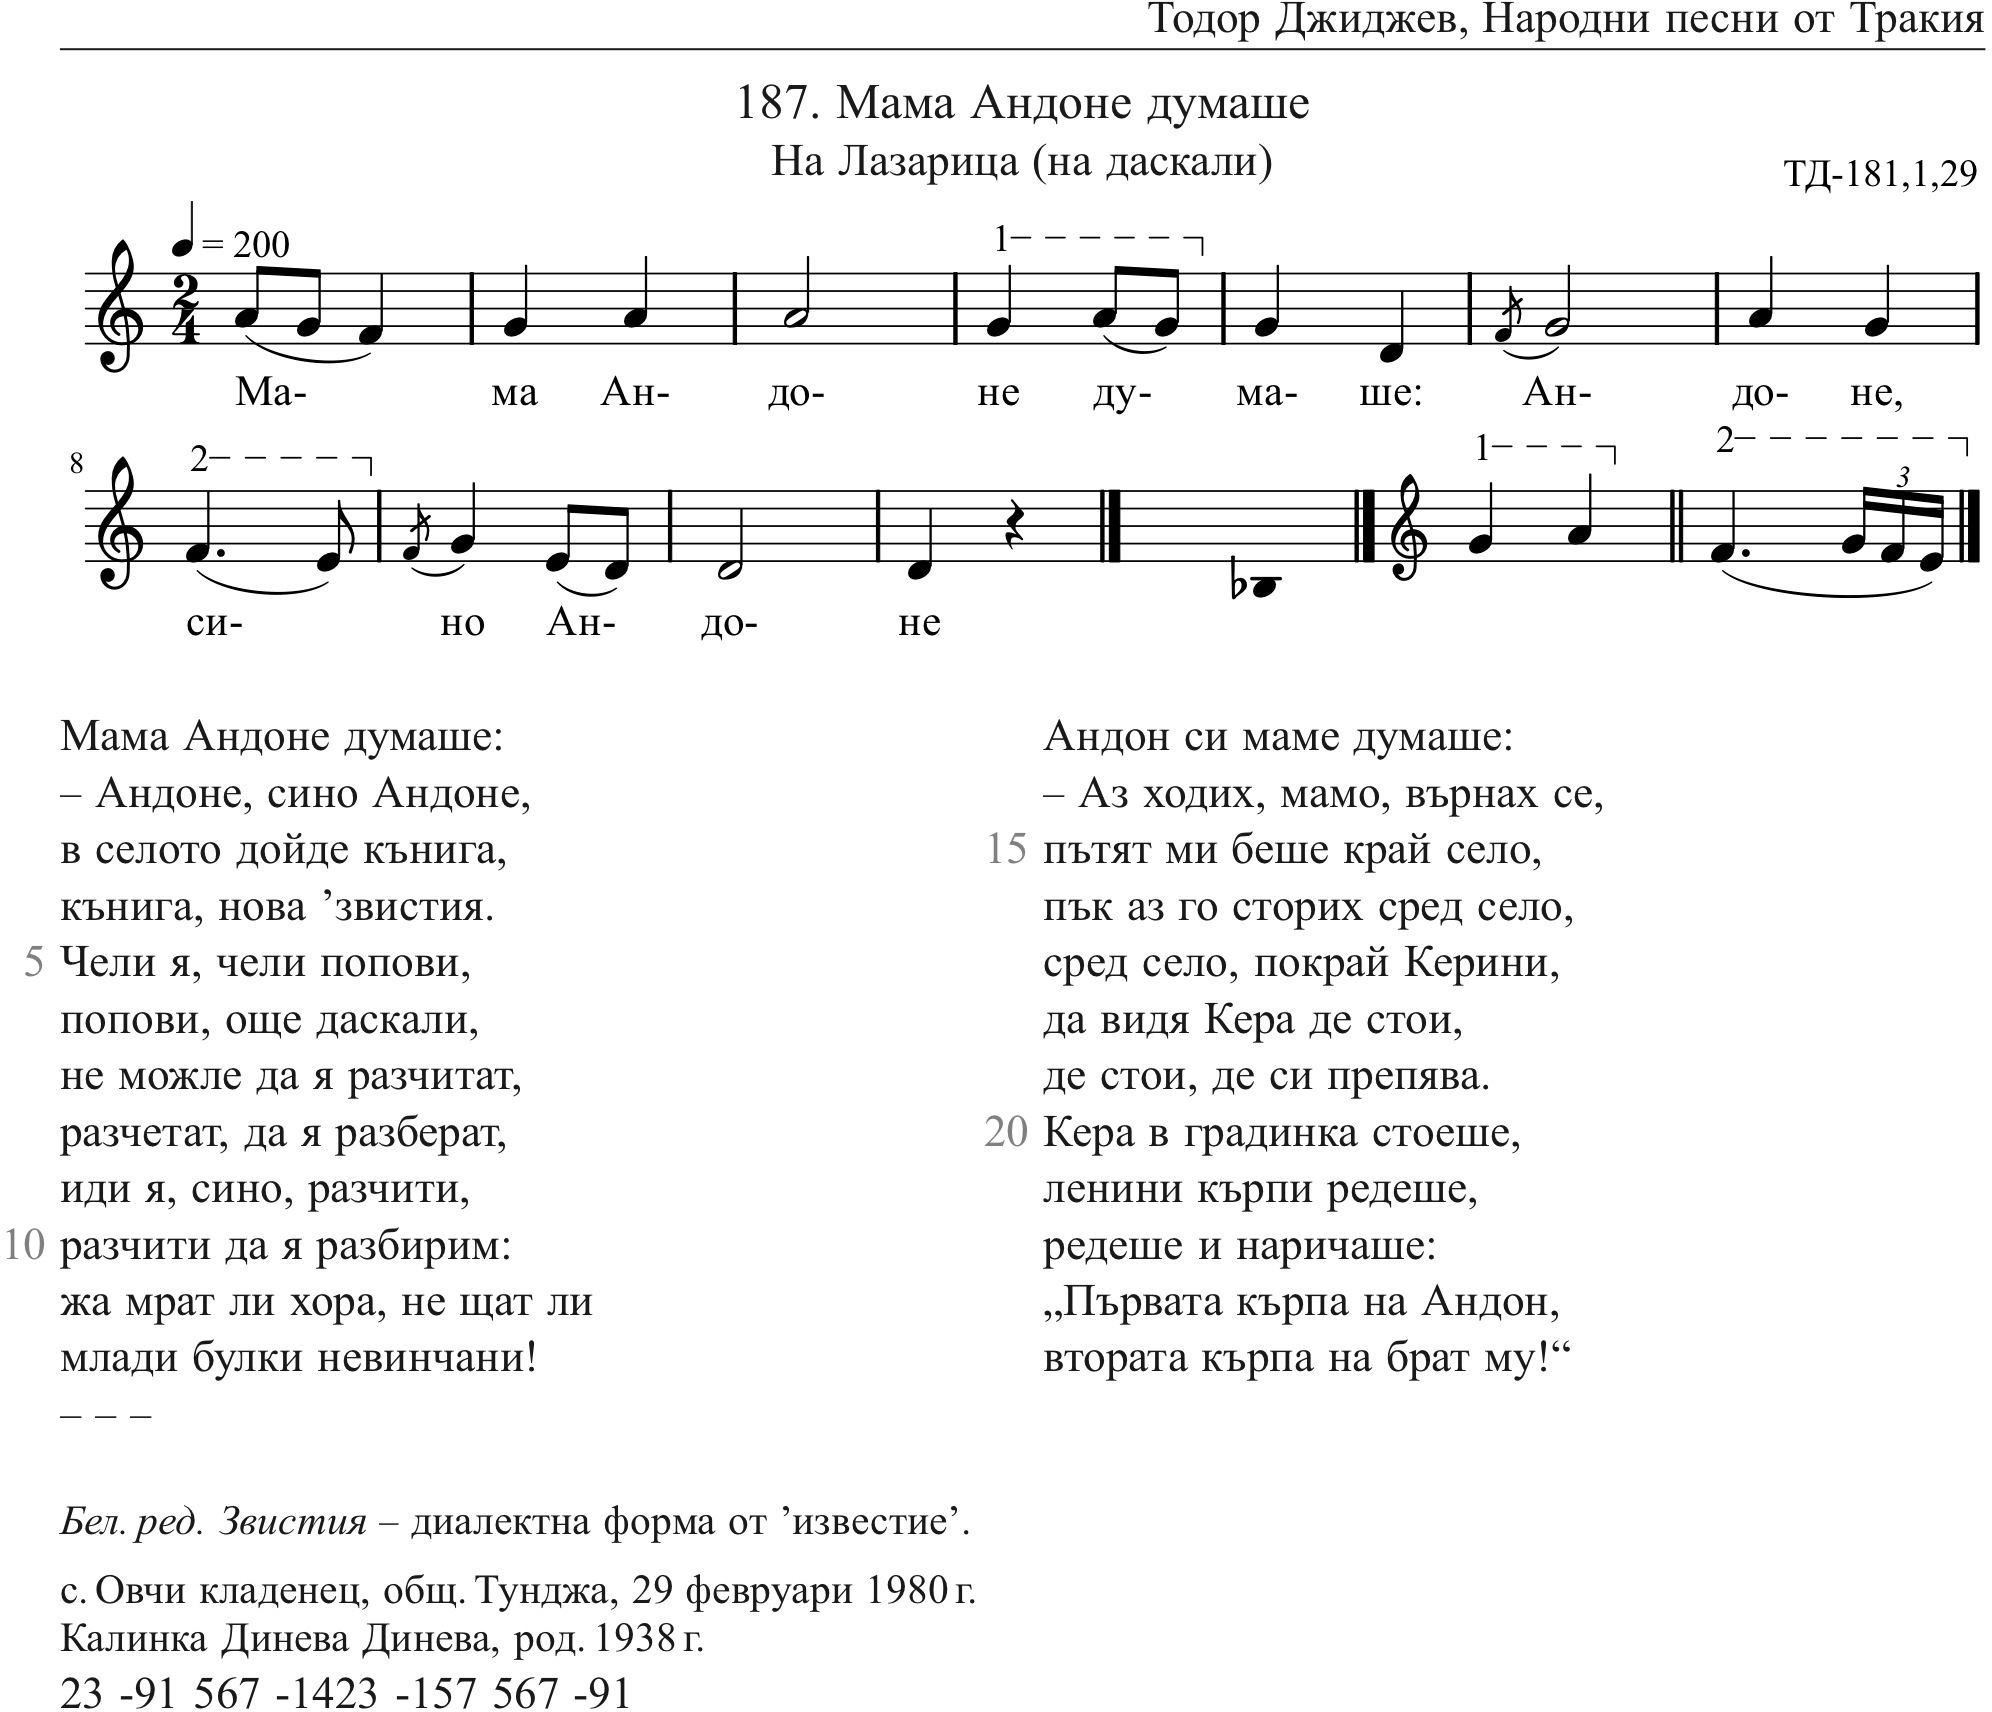 Тодор Джиджев, Народни песни от Тракия
187. Мама Андоне думаше
На Лазарица (на даскали)
ТД-181,1,29
= 200
1
2
4
Ма- ма Ан- до- не ду- ма- ше: Ан- до- не,
8
2
1
2
3
си- но Ан- до- не
Мама Андоне думаше:
– Андоне, сино Андоне,
в селото дойде кънига,
кънига, нова ’звистия.
5 Чели я, чели попови,
попови, още даскали,
не можле да я разчитат,
разчетат, да я разберат,
иди я, сино, разчити,
10 разчити да я разбирим:
жа мрат ли хора, не щат ли
млади булки невинчани!
– – –
Андон си маме думаше:
– Аз ходих, мамо, върнах се,
15 пътят ми беше край село,
пък аз го сторих сред село,
сред село, покрай Керини,
да видя Кера де стои,
де стои, де си препява.
20 Кера в градинка стоеше,
ленини кърпи редеше,
редеше и наричаше:
„Първата кърпа на Андон,
втората кърпа на брат му!“
Бел. ред. Звистия – диалектна форма от ’известие’.
с. Овчи кладенец, общ. Тунджа, 29 февруари 1980 г.
Калинка Динева Динева, род. 1938 г.
23 -91 567 -1423 -157 567 -91